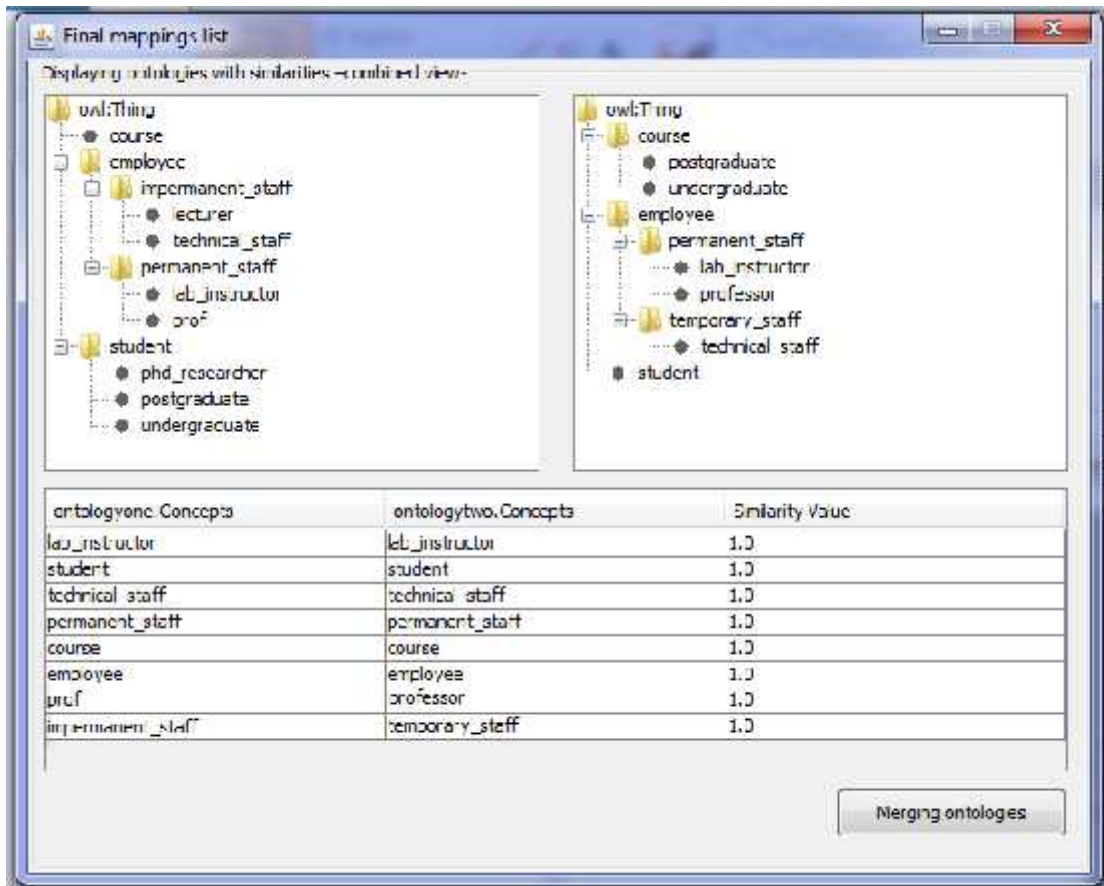 Final mappings list
Displaying ontologies with similarities -combined view-
owl:Thing
course
employee
impermanent_staff
lecturer
technical_staff
permanent_staff
lab_instructor
prof
student
phd_researcher
postgraduate
undergraduate
owl:Thing
course
postgraduate
undergraduate
employee
permanent_staff
lab_instructor
professor
temporary_staff
technical_staff
student
ontologyone.Concepts ontologytwo.Concepts Similarity Value
lab_instructor lab_instructor 1.0
student student 1.0
technical_staff technical_staff 1.0
permanent_staff permanent_staff 1.0
course course 1.0
employee employee 1.0
prof professor 1.0
impermanent_staff temporary_staff 1.0
Merging ontologies